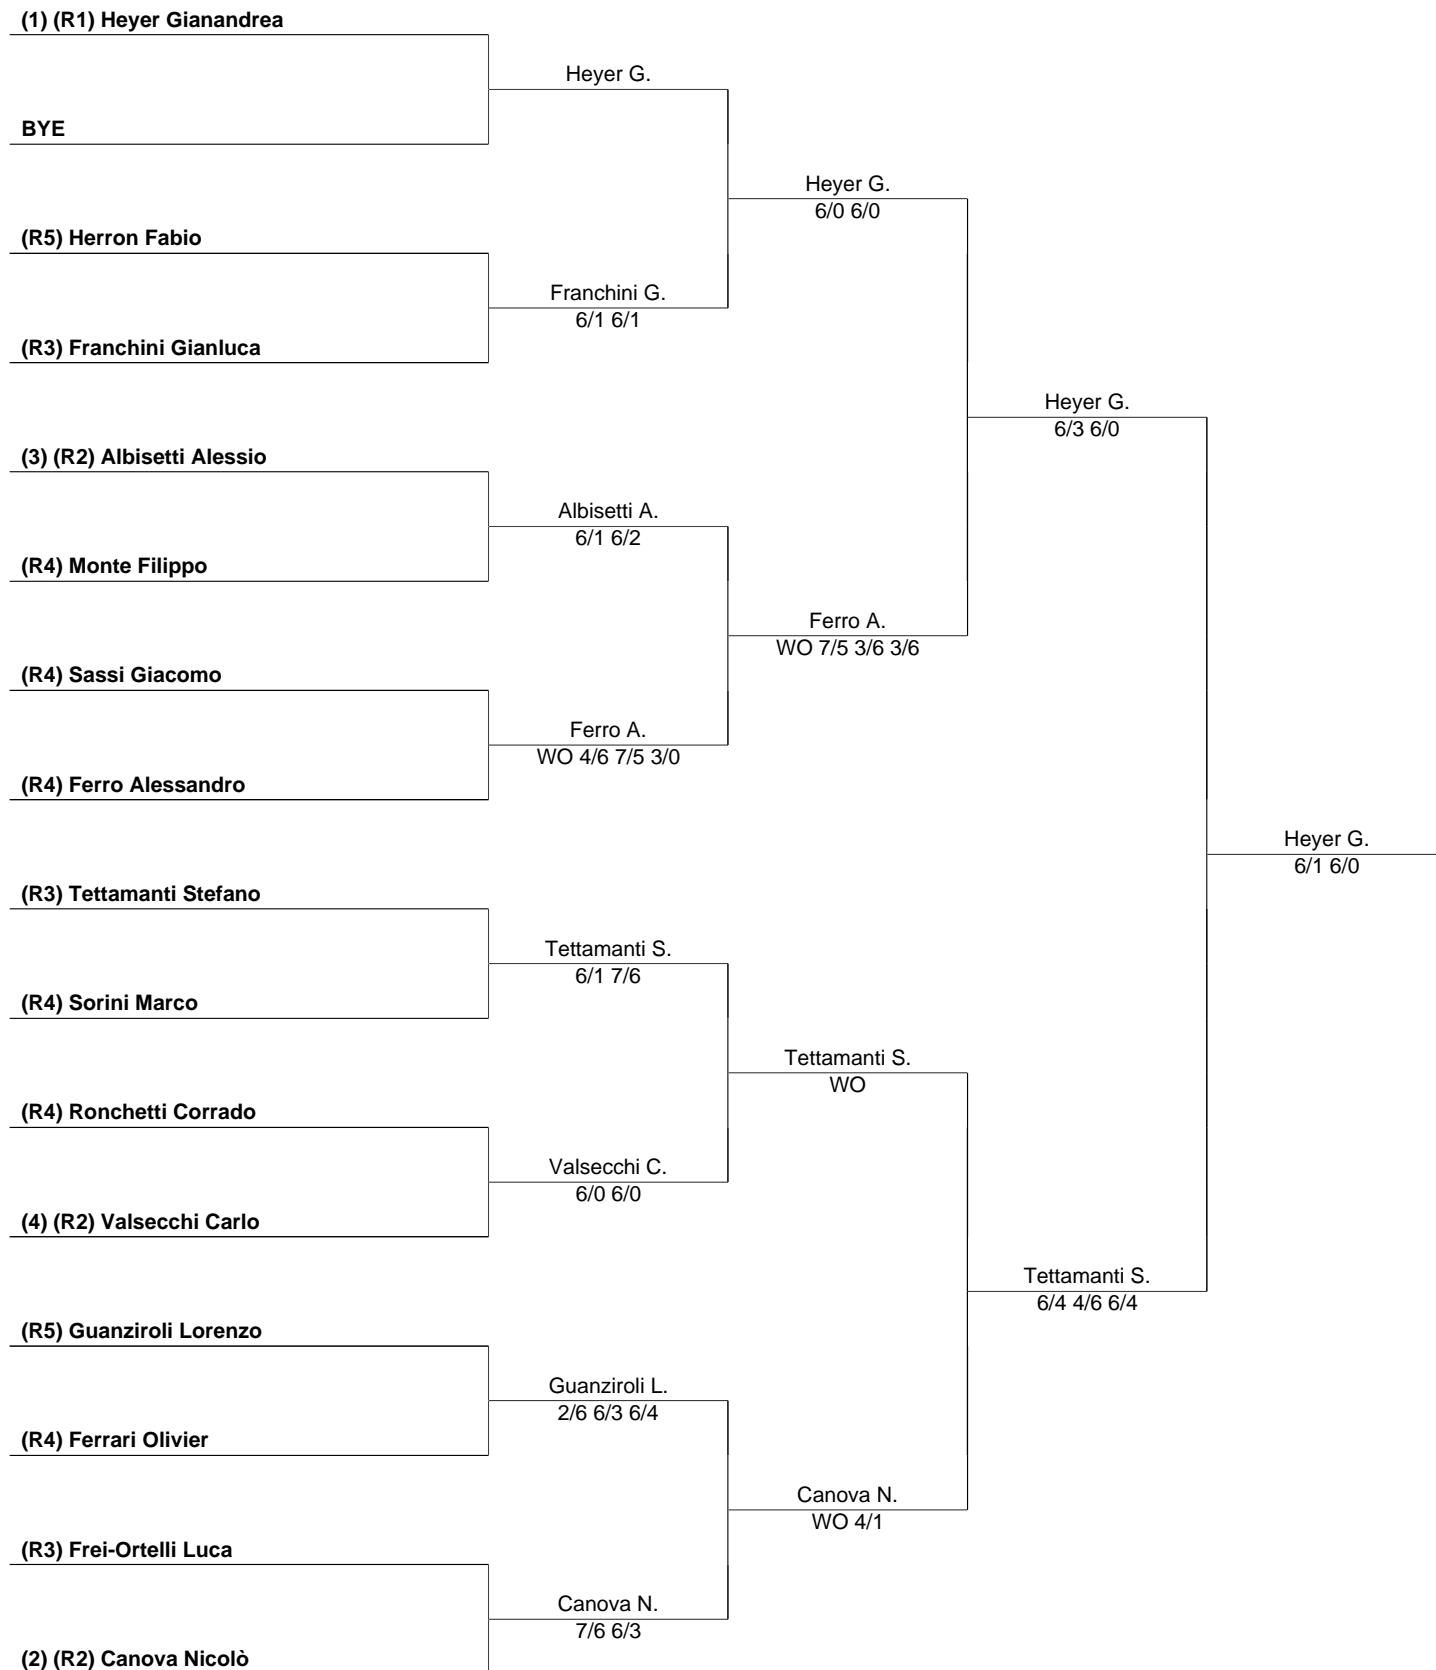 (1) (R1) Heyer Gianandrea
Heyer G.
BYE
Heyer G.
6/0 6/0
(R5) Herron Fabio
Franchini G.
6/1 6/1
(R3) Franchini Gianluca
Heyer G.
6/3 6/0
(3) (R2) Albisetti Alessio
Albisetti A.
6/1 6/2
(R4) Monte Filippo
Ferro A.
WO 7/5 3/6 3/6
(R4) Sassi Giacomo
Ferro A.
WO 4/6 7/5 3/0
(R4) Ferro Alessandro
Heyer G.
6/1 6/0
(R3) Tettamanti Stefano
Tettamanti S.
6/1 7/6
(R4) Sorini Marco
Tettamanti S.
WO
(R4) Ronchetti Corrado
Valsecchi C.
6/0 6/0
(4) (R2) Valsecchi Carlo
Tettamanti S.
6/4 4/6 6/4
(R5) Guanziroli Lorenzo
Guanziroli L.
2/6 6/3 6/4
(R4) Ferrari Olivier
Canova N.
WO 4/1
(R3) Frei-Ortelli Luca
Canova N.
7/6 6/3
(2) (R2) Canova Nicolò